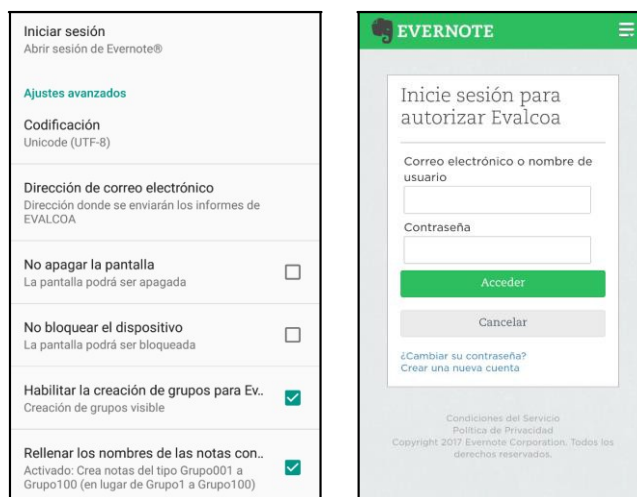 Iniciar sesión
Abrir sesión de Evernote®
Ajustes avanzados
Codificación
Unicode (UTF-8)
Dirección de correo electrónico
Dirección donde se enviarán los informes de
EVALCOA
No apagar la pantalla
La pantalla podrá ser apagada
No bloquear el dispositivo
La pantalla podrá ser bloqueada
Habilitar la creación de grupos para Ev..
Creación de grupos visible
Rellenar los nombres de las notas con..
Activado: Crea notas del tipo Grupo001 a
Grupo100 (en lugar de Grupo1 a Grupo100)
EVERNOTE
Inicie sesión para
autorizar Evalcoa
Correo electrónico o nombre de
usuario
Contraseña
Acceder
Cancelar
¿Cambiar su contraseña?
Crear una nueva cuenta
Condiciones del Servicio
Política de Privacidad
Copyright 2017 Evernote Corporation. Todos los
derechos reservados.